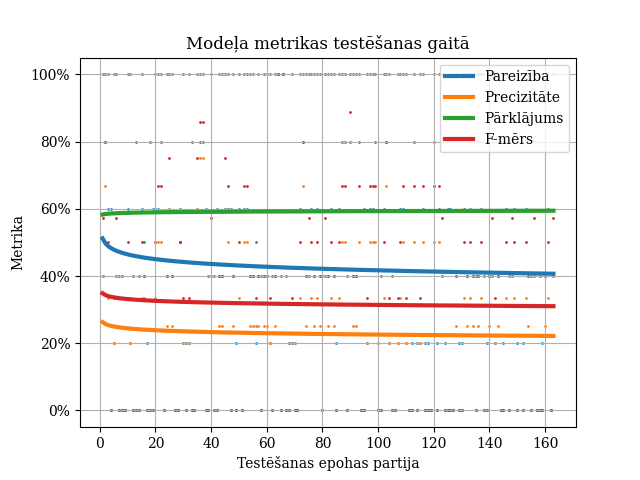 Modeļa metrikas testēšanas gaitā
100%
80%
60%
40%
20%
0%
Metrika
0 20 40 60 80 100 120 140 160
Testēšanas epohas partija
Pareizība
Precizitāte
Pārklājums
F-mērs